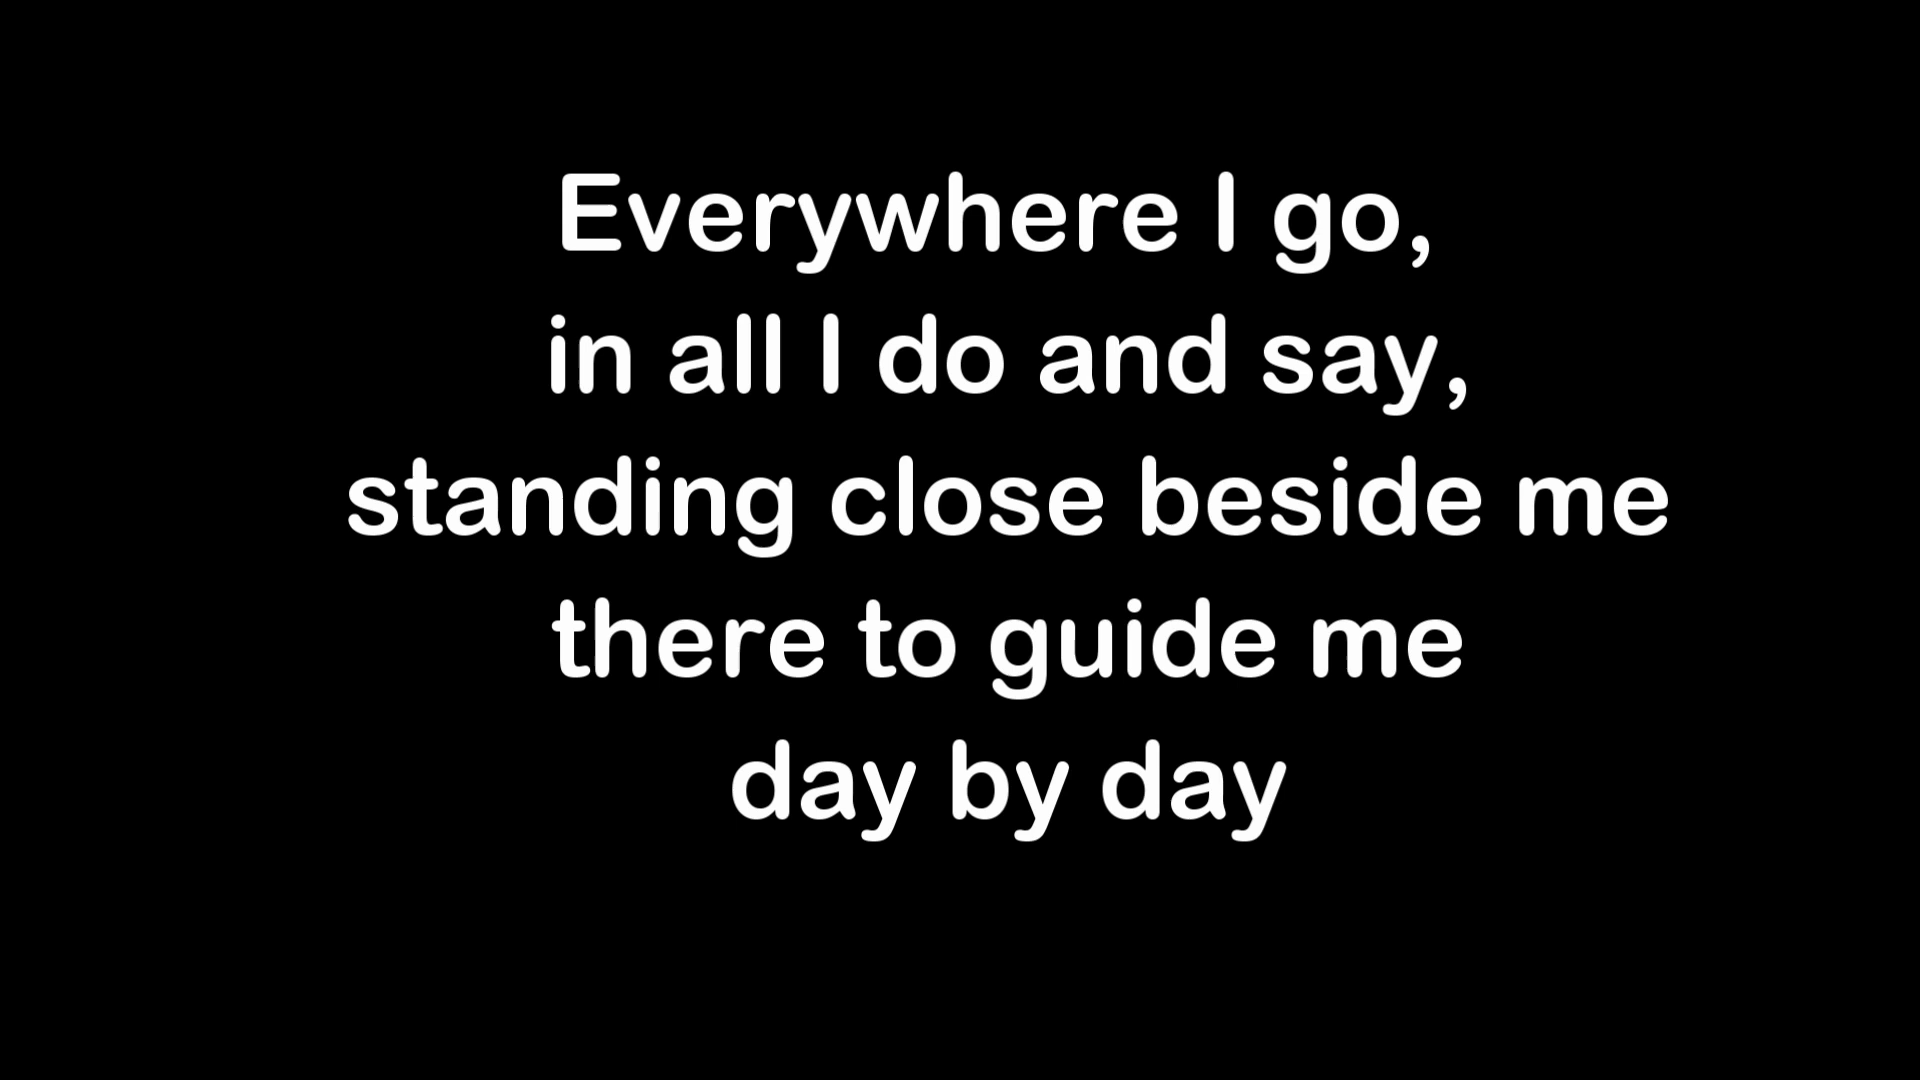 Everywhere I go,
in all I do and say,
standing close beside me
there to guide me
day by day